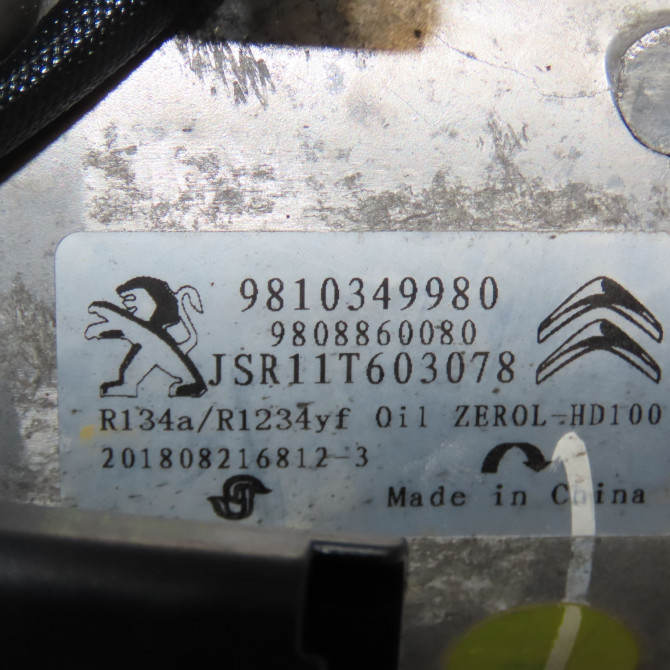 9810349980
9808860080
JSR11T603078
R134a/R1234yf Oil ZEROL-HD100
201808216812-3
Made in China